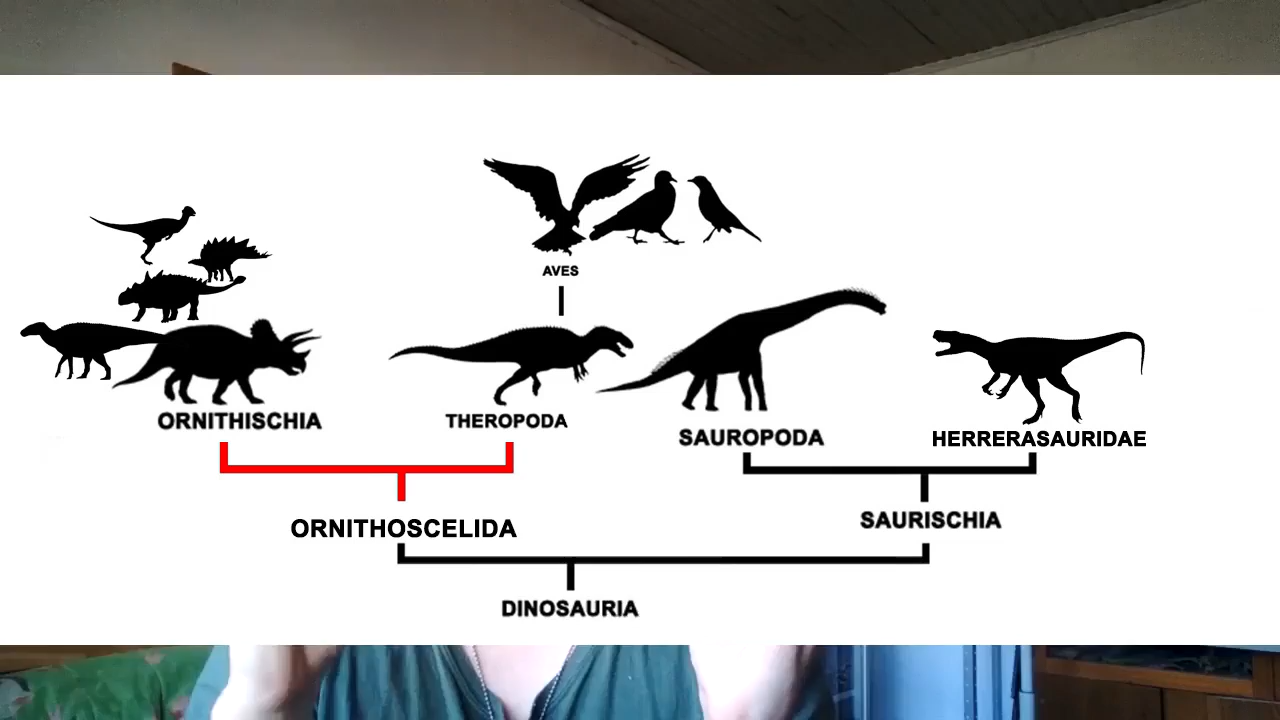 AVES
ORNITHISCHIA
THEROPODA
SAUROPODA
HERRERASAURIDAE
ORNITHOSCELIDA
SAURISCHIA
DINOSAURIA